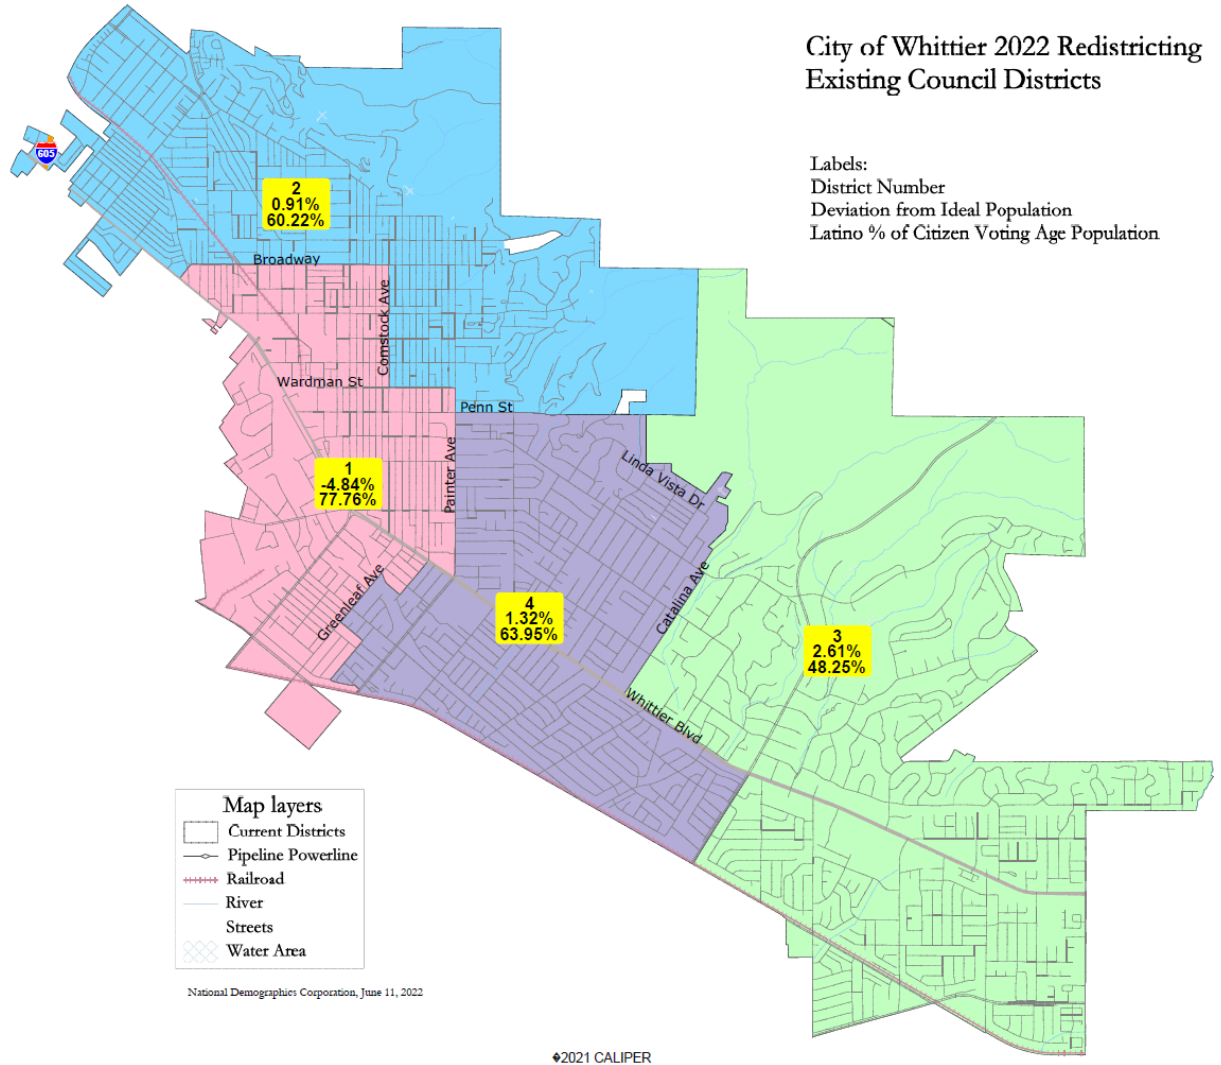 City of Whittier 2022 Redistricting
Existing Council Districts
Labels:
District Number
Deviation from Ideal Population
Latino % of Citizen Voting Age Population
605
2
0.91%
60.22%
Broadway
Comstock Ave
Wardman St
Penn St
Painter Ave
Linda Vista Dr
1
-4.84%
77.76%
Greenleaf Ave
Catalina Ave
4
1.32%
63.95%
3
2.61%
48.25%
Whittier Blvd
Map layers
Current Districts
Pipeline Powerline
Railroad
River
Streets
Water Area
National Demographics Corporation, June 11, 2022
�2021 CALIPER